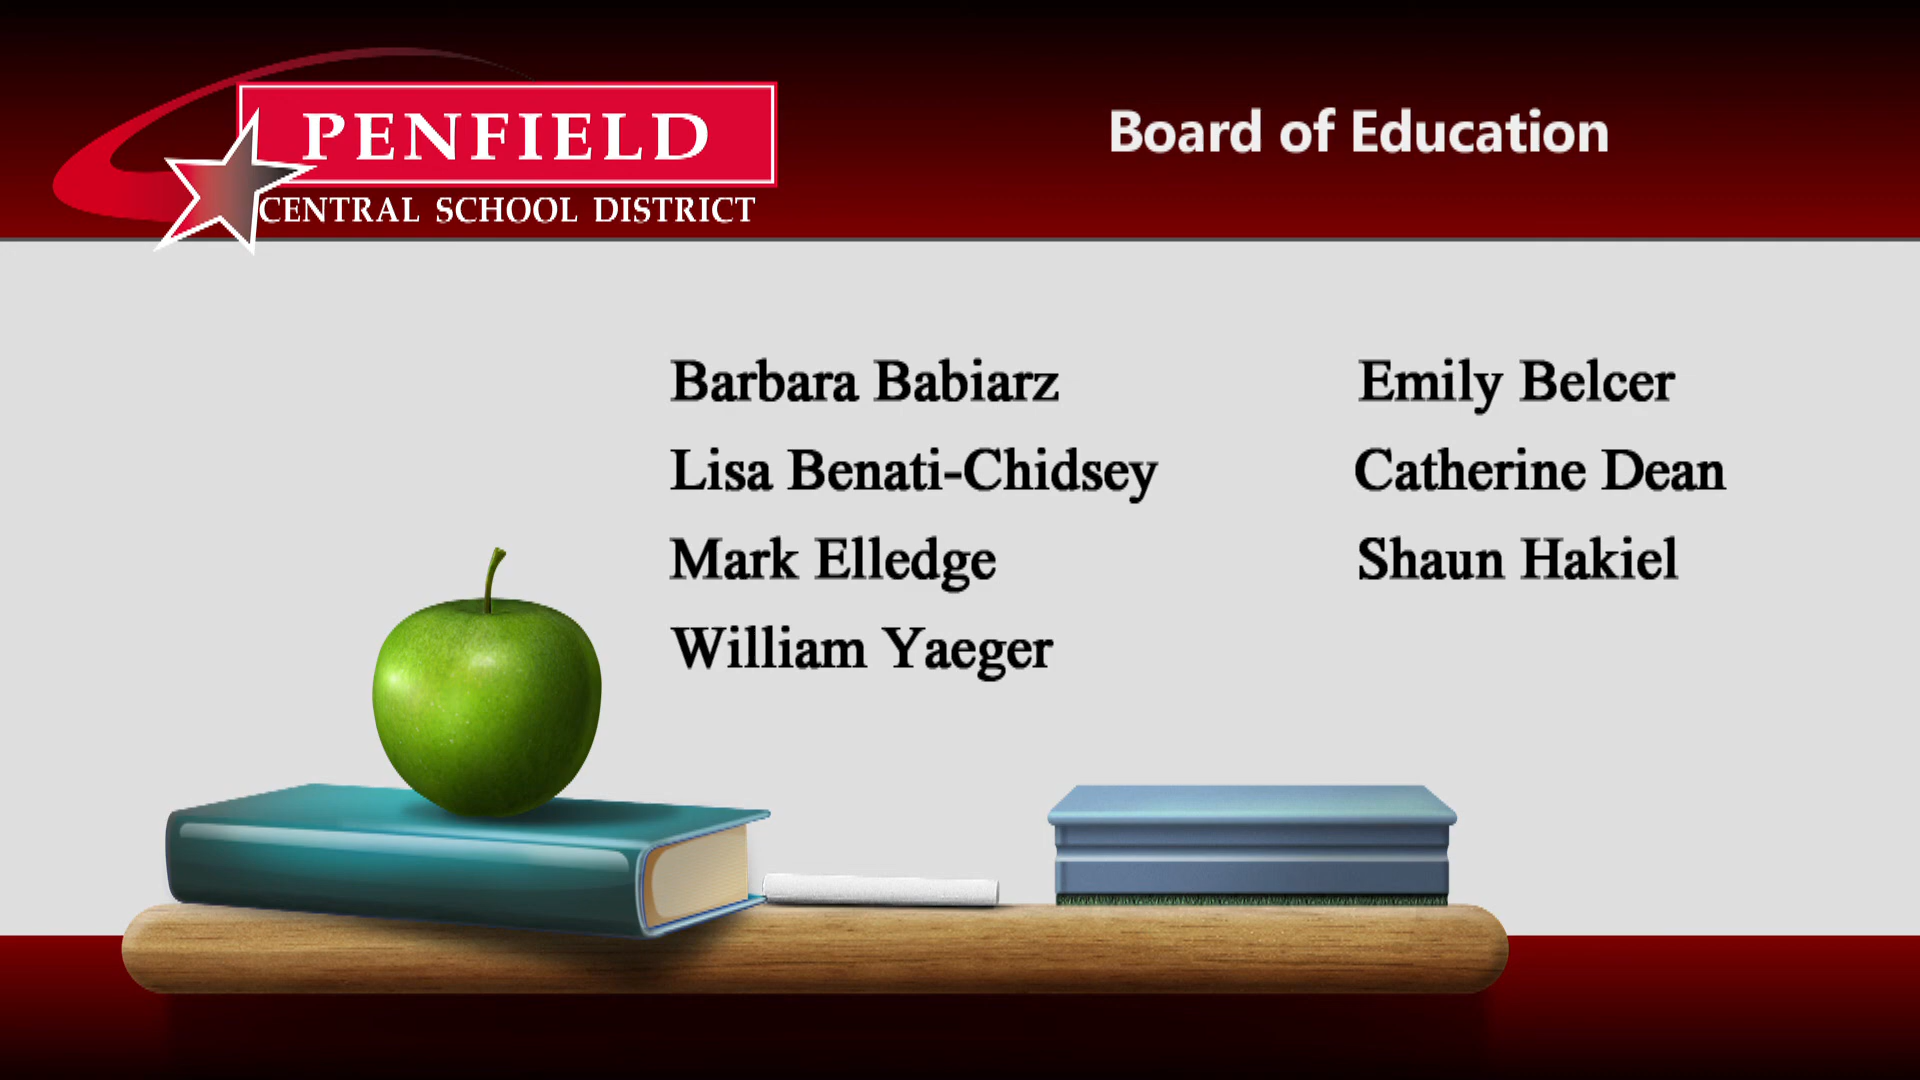 PENFIELD
CENTRAL SCHOOL DISTRICT
Board of Education
Barbara Babiarz
Lisa Benati-Chidsey
Mark Elledge
William Yaeger
Emily Belcer
Catherine Dean
Shaun Hakiel